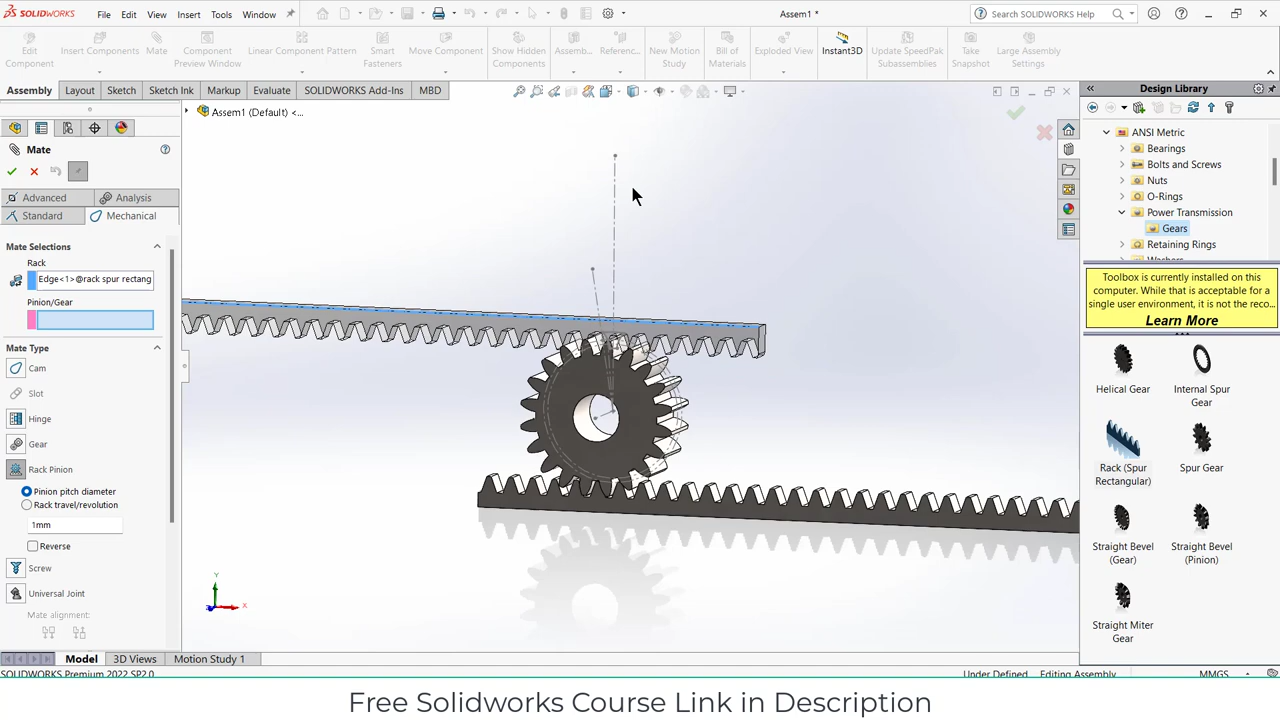 SOLIDWORKS
File
Edit
View
Insert
Tools
Window
Assem1 *
Search SOLIDWORKS Help
Edit
Component
Insert Components
Mate
Component
Preview Window
Linear Component Pattern
Smart
Fasteners
Move Component
Show Hidden
Components
Assemb...
Referenc...
New Motion
Study
Bill of
Materials
Exploded View
Instant3D
Update SpeedPak
Subassemblies
Take
Snapshot
Large Assembly
Settings
Assembly
Layout
Sketch
Sketch Ink
Markup
Evaluate
SOLIDWORKS Add-Ins
MBD
Design Library
Assem1 (Default) <...
Mate
Advanced
Analysis
Standard
Mechanical
Mate Selections
Rack
Edge<1>@rack spur rectang
Pinion/Gear
Mate Type
Cam
Slot
Hinge
Gear
Rack Pinion
Pinion pitch diameter
Rack travel/revolution
1mm
Reverse
Screw
Universal Joint
Mate alignment:
ANSI Metric
Bearings
Bolts and Screws
Nuts
O-Rings
Power Transmission
Gears
Retaining Rings
Toolbox is currently installed on this
computer. While that is acceptable for a
single user environment, it is not the reco...
Learn More
Helical Gear
Internal Spur
Gear
Rack (Spur
Rectangular)
Spur Gear
Straight Bevel
(Gear)
Straight Bevel
(Pinion)
Straight Miter
Gear
Y
X
Model
3D Views
Motion Study 1
SOLIDWORKS Premium 2022 SP2.0
Under Defined
Editing Assembly
MMGS
Free Solidworks Course Link in Description